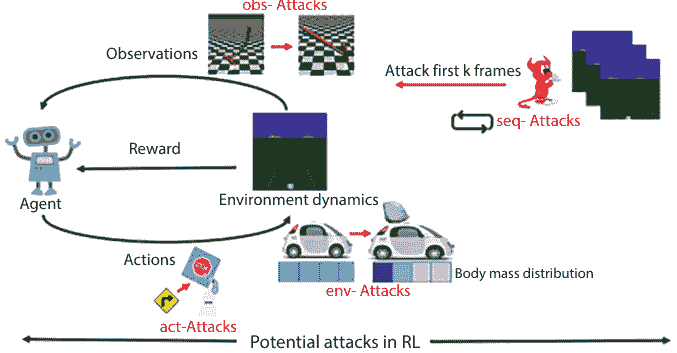 obs- Attacks
Observations
Attack first k frames
seq- Attacks
Reward
Agent
Environment dynamics
Actions
Body mass distribution
env- Attacks
act-Attacks
Potential attacks in RL